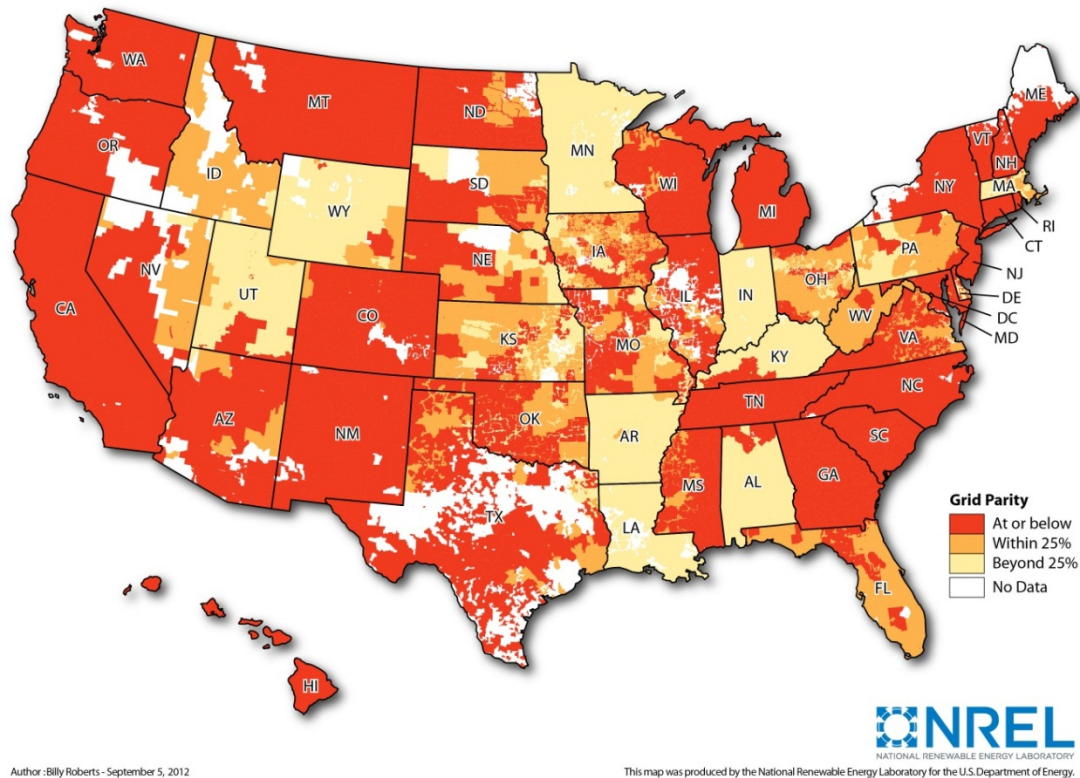 WA
MT
ND
MN
ME
VT
NH
OR
ID
SD
WI
NY
MA
WY
MI
RI
CT
NV
NE
IA
PA
NJ
UT
IL
IN
OH
DE
CA
CO
WV
DC
KS
MO
KY
VA
MD
AZ
NM
OK
TN
NC
AR
SC
MS
AL
GA
TX
LA
FL
HI
Grid Parity
At or below
Within 25%
Beyond 25%
No Data
NREL
NATIONAL RENEWABLE ENERGY LABORATORY
Author : Billy Roberts - September 5, 2012
This map was produced by the National Renewable Energy Laboratory for the U.S. Department of Energy.